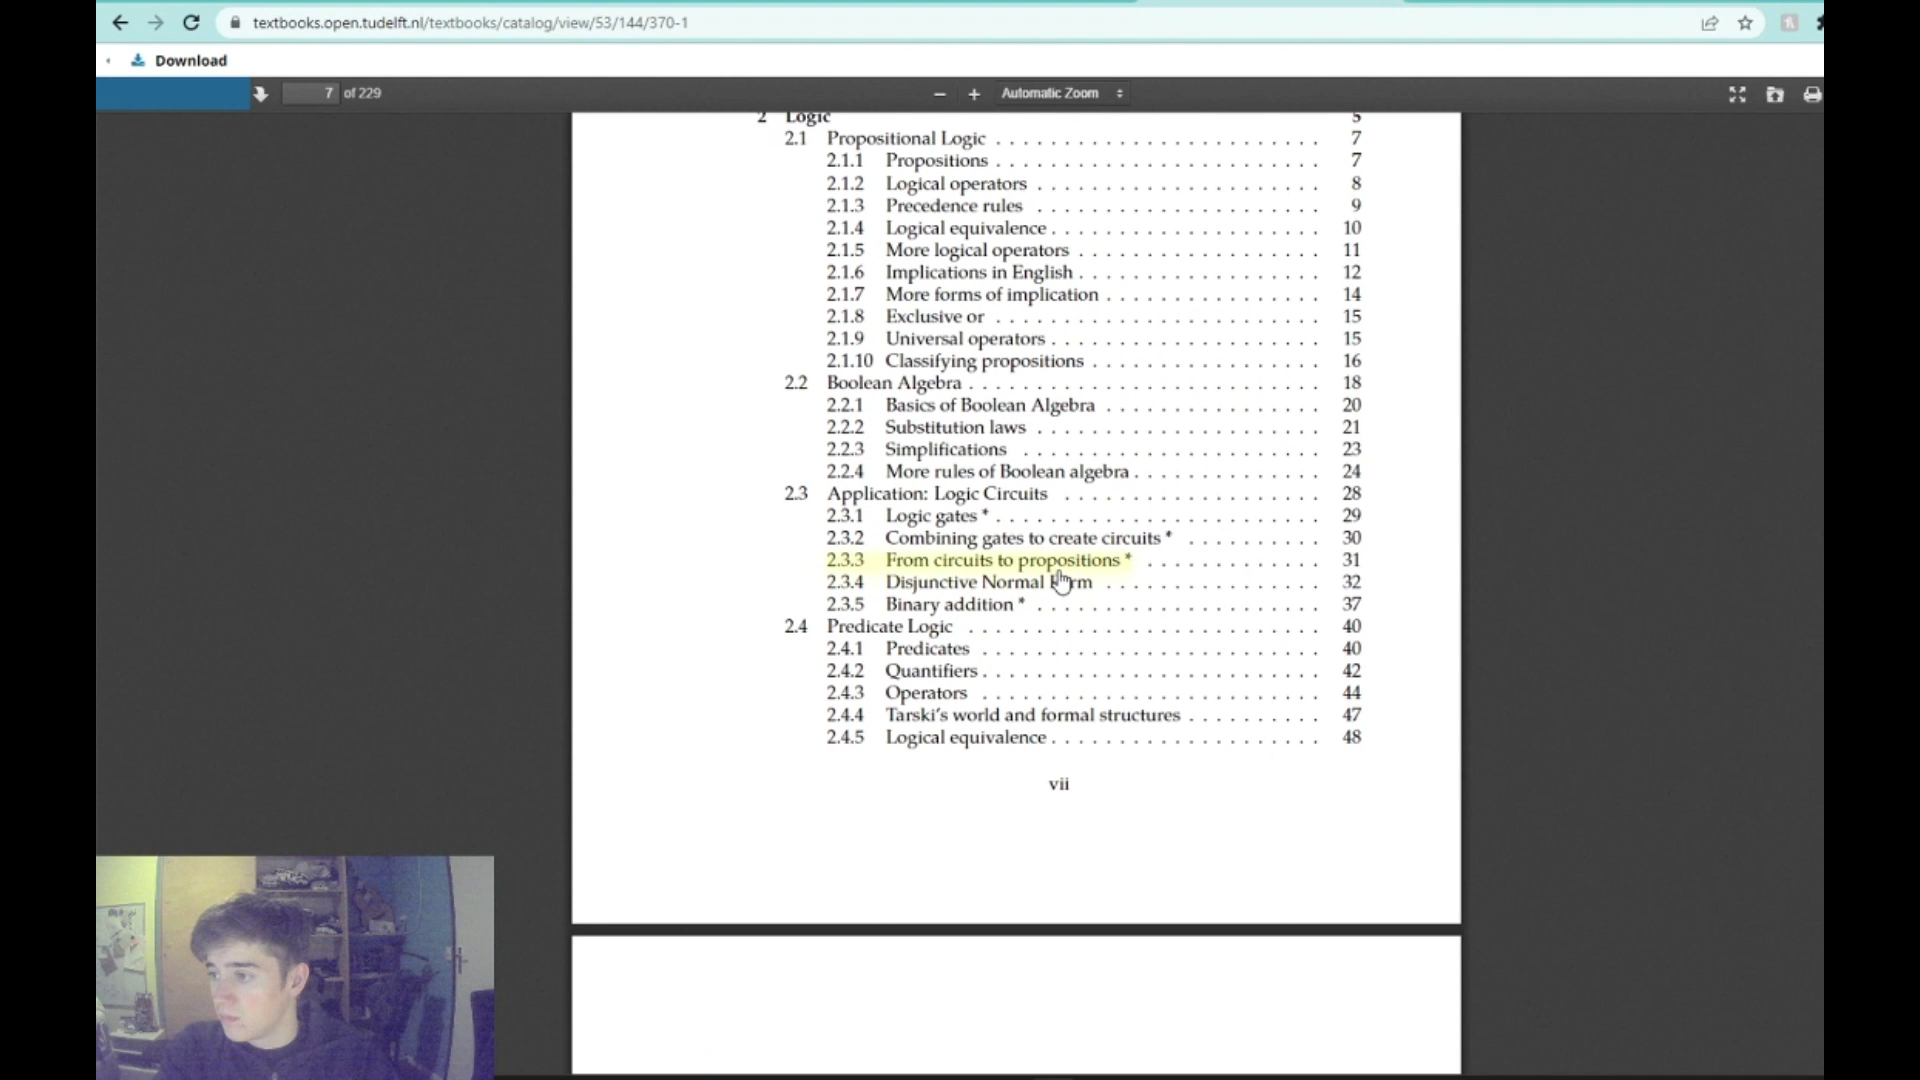 textbooks.open.tudelft.nl/textbooks/catalog/view/53/144/370-1
Download
7 of 229
− + Automatic Zoom
2 Logic 5
2.1 Propositional Logic . . . . . . . . . . . . . . . . . . . . . . . . 7
2.1.1 Propositions . . . . . . . . . . . . . . . . . . . . . . . . 7
2.1.2 Logical operators . . . . . . . . . . . . . . . . . . . . . 8
2.1.3 Precedence rules . . . . . . . . . . . . . . . . . . . . . 9
2.1.4 Logical equivalence . . . . . . . . . . . . . . . . . . . . 10
2.1.5 More logical operators . . . . . . . . . . . . . . . . . . 11
2.1.6 Implications in English . . . . . . . . . . . . . . . . . . 12
2.1.7 More forms of implication . . . . . . . . . . . . . . . . 14
2.1.8 Exclusive or . . . . . . . . . . . . . . . . . . . . . . . . 15
2.1.9 Universal operators . . . . . . . . . . . . . . . . . . . . 15
2.1.10 Classifying propositions . . . . . . . . . . . . . . . . . 16
2.2 Boolean Algebra . . . . . . . . . . . . . . . . . . . . . . . . . . 18
2.2.1 Basics of Boolean Algebra . . . . . . . . . . . . . . . . 20
2.2.2 Substitution laws . . . . . . . . . . . . . . . . . . . . . 21
2.2.3 Simplifications . . . . . . . . . . . . . . . . . . . . . . 23
2.2.4 More rules of Boolean algebra . . . . . . . . . . . . . . 24
2.3 Application: Logic Circuits . . . . . . . . . . . . . . . . . . . . 28
2.3.1 Logic gates * . . . . . . . . . . . . . . . . . . . . . . . . 29
2.3.2 Combining gates to create circuits * . . . . . . . . . . 30
2.3.3 From circuits to propositions * . . . . . . . . . . . . . 31
2.3.4 Disjunctive Normal Form . . . . . . . . . . . . . . . . 32
2.3.5 Binary addition * . . . . . . . . . . . . . . . . . . . . . 37
2.4 Predicate Logic . . . . . . . . . . . . . . . . . . . . . . . . . . 40
2.4.1 Predicates . . . . . . . . . . . . . . . . . . . . . . . . . 40
2.4.2 Quantifiers . . . . . . . . . . . . . . . . . . . . . . . . . 42
2.4.3 Operators . . . . . . . . . . . . . . . . . . . . . . . . . 44
2.4.4 Tarski's world and formal structures . . . . . . . . . . 47
2.4.5 Logical equivalence . . . . . . . . . . . . . . . . . . . . 48
vii